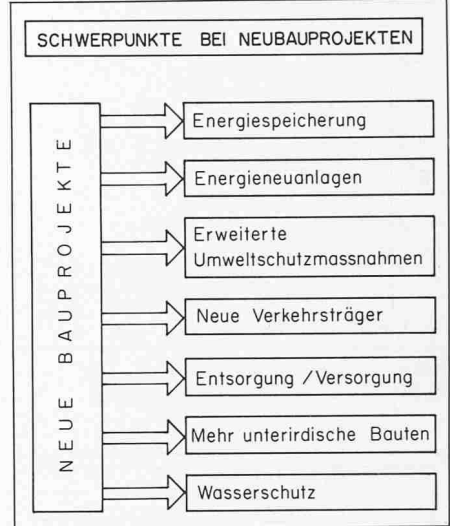 SCHWERPUNKTE BEI NEUBAUPROJEKTEN
NEUE BAUPROJEKTE
Energiespeicherung
Energieneuanlagen
Erweiterte
Umweltschutzmassnahmen
Neue Verkehrsträger
Entsorgung / Versorgung
Mehr unterirdische Bauten
Wasserschutz